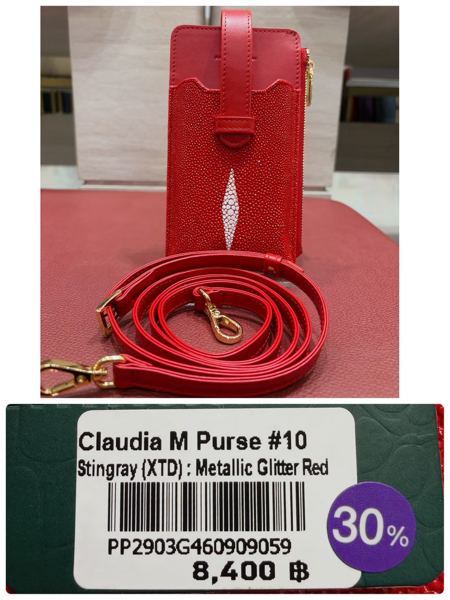 Claudia M Purse #10
Stingray (XTD) : Metallic Glitter Red
PP2903G460909059
8,400 ฿
30%